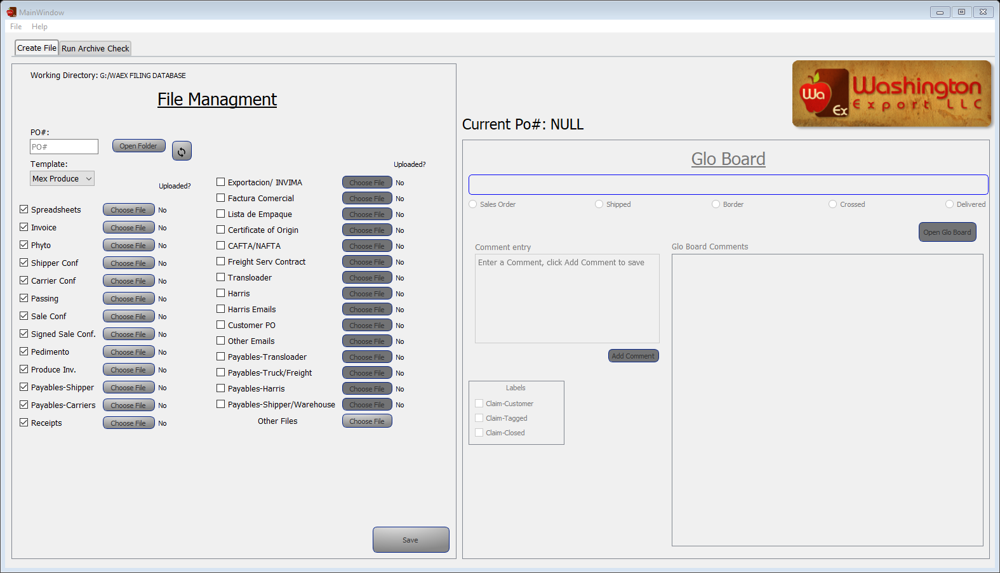 MainWindow
File Help
Create File Run Archive Check
Working Directory: G:/WAEX FILING DATABASE
File Managment
PO#:
PO#
Open Folder
Template:
Mex Produce
Uploaded?
Spreadsheets Choose File No
Invoice Choose File No
Phyto Choose File No
Shipper Conf Choose File No
Carrier Conf Choose File No
Passing Choose File No
Sale Conf Choose File No
Signed Sale Conf. Choose File No
Pedimento Choose File No
Produce Inv. Choose File No
Payables-Shipper Choose File No
Payables-Carriers Choose File No
Receipts Choose File No
Uploaded?
Exportacion/ INVIMA Choose File No
Factura Comercial Choose File No
Lista de Empaque Choose File No
Certificate of Origin Choose File No
CAFTA/NAFTA Choose File No
Freight Serv Contract Choose File No
Transloader Choose File No
Harris Choose File No
Harris Emails Choose File No
Customer PO Choose File No
Other Emails Choose File No
Payables-Transloader Choose File No
Payables-Truck/Freight Choose File No
Payables-Harris Choose File No
Payables-Shipper/Warehouse Choose File No
Other Files Choose File
Save
Wa
Ex
Washington
Export LLC
Current Po#: NULL
Glo Board
Sales Order Shipped Border Crossed Delivered
Open Glo Board
Comment entry
Enter a Comment, click Add Comment to save
Add Comment
Glo Board Comments
Labels
Claim-Customer
Claim-Tagged
Claim-Closed